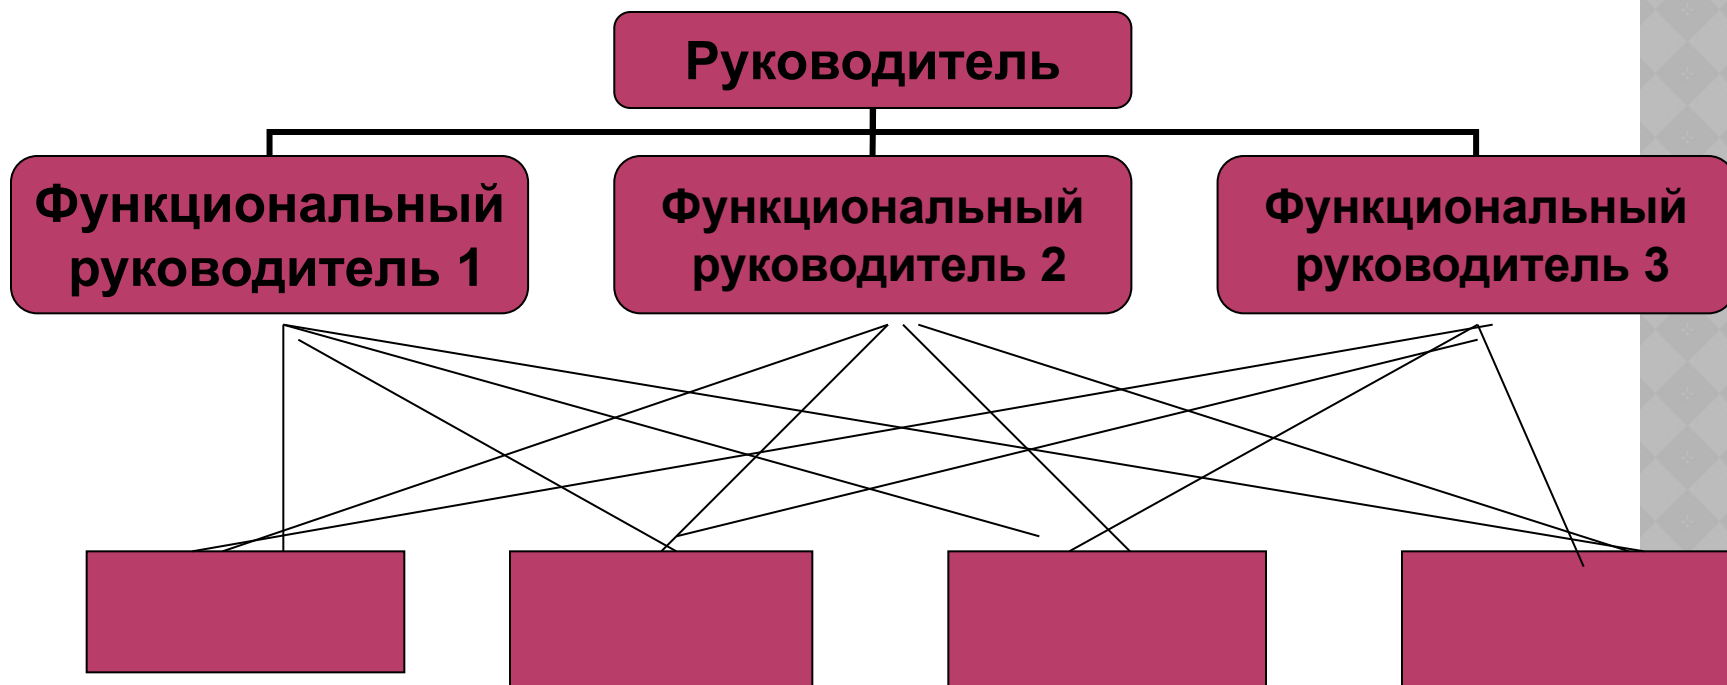 Руководитель
Функциональный
руководитель 1
Функциональный
руководитель 2
Функциональный
руководитель 3